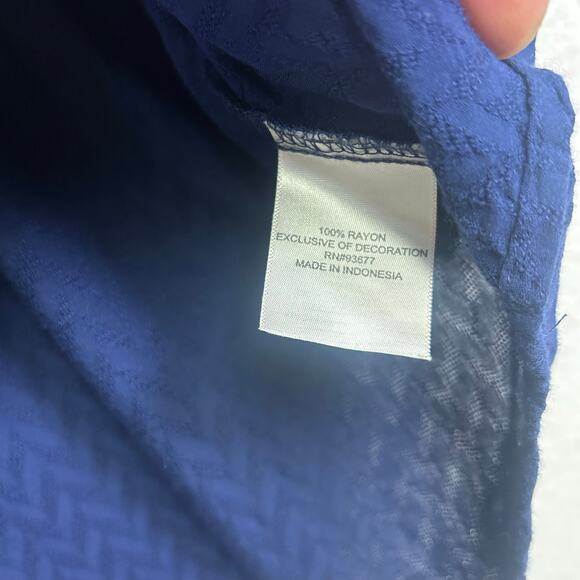 100% RAYON
EXCLUSIVE OF DECORATION
RN#93677
MADE IN INDONESIA